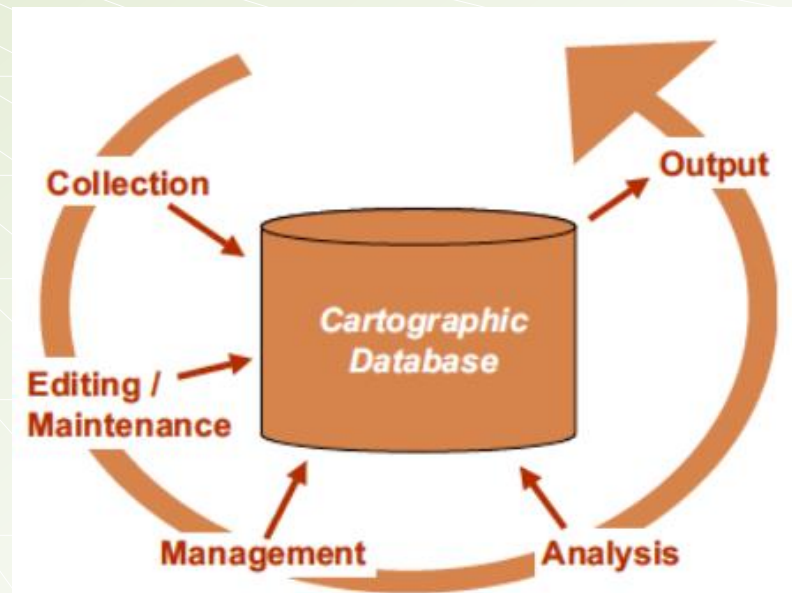 Collection
Output
Cartographic
Database
Editing /
Maintenance
Management
Analysis